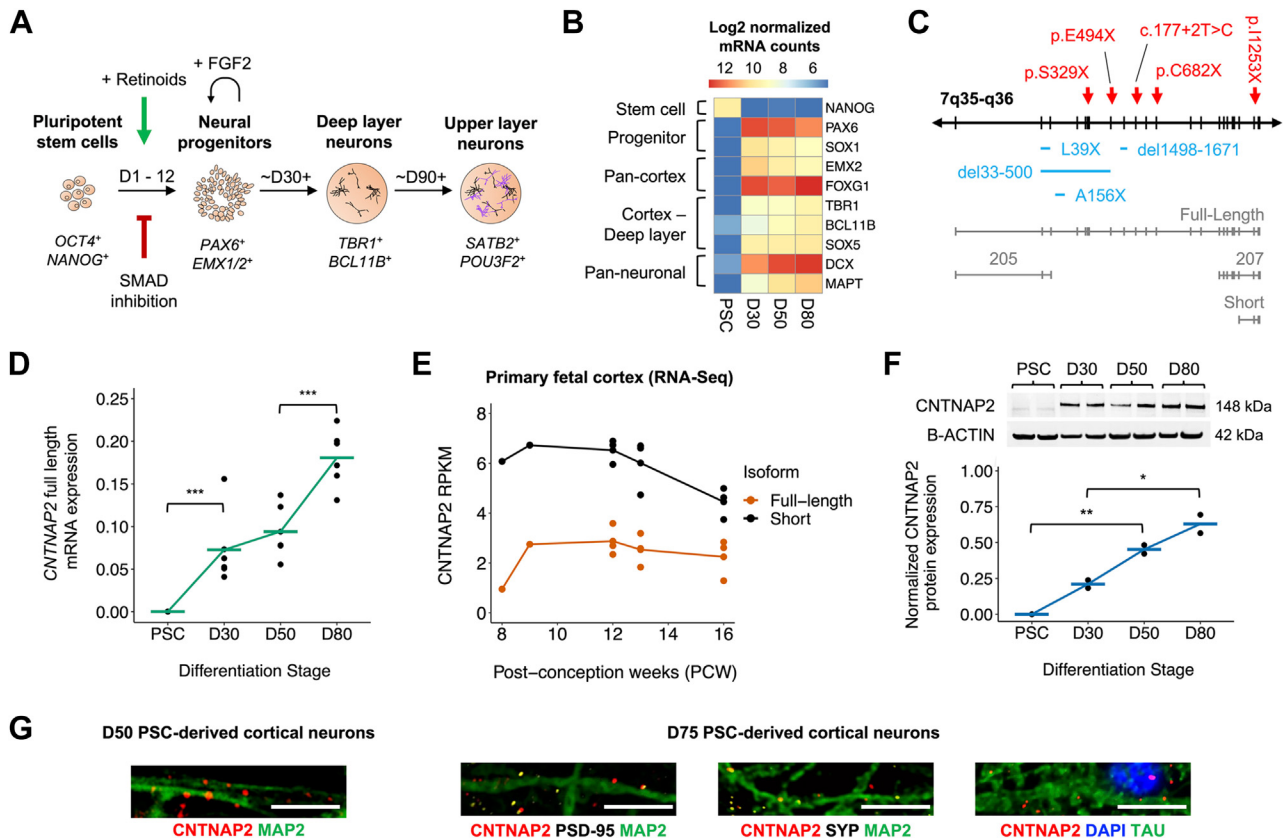 A
+ FGF2
+ Retinoids
Pluripotent
stem cells
Neural
progenitors
Deep layer
neurons
Upper layer
neurons
D1 - 12
~D30+
~D90+
OCT4⁺
NANOG⁺
SMAD
inhibition
PAX6⁺
EMX1/2⁺
TBR1⁺
BCL11B⁺
SATB2⁺
POU3F2⁺
B
Log2 normalized
mRNA counts
12 10 8 6
Stem cell
Progenitor
Pan-cortex
Cortex –
Deep layer
Pan-neuronal
NANOG
PAX6
SOX1
EMX2
FOXG1
TBR1
BCL11B
SOX5
DCX
MAPT
PSC
D30
D50
D80
C
p.S329X
p.E494X
c.177+2T>C
p.C682X
p.I1253X
7q35-q36
L39X
del1498-1671
del33-500
A156X
Full-Length
205
207
Short
D
CNTNAP2 full length
mRNA expression
0.25
0.20
0.15
0.10
0.05
0.00
***
***
PSC D30 D50 D80
Differentiation Stage
E
Primary fetal cortex (RNA-Seq)
CNTNAP2 RPKM
8
6
4
2
0
8 10 12 14 16
Post–conception weeks (PCW)
Isoform
Full–length
Short
F
PSC D30 D50 D80
CNTNAP2
148 kDa
B-ACTIN
42 kDa
Normalized CNTNAP2
protein expression
1.00
0.75
0.50
0.25
0.00
*
**
PSC D30 D50 D80
Differentiation Stage
G
D50 PSC-derived cortical neurons
D75 PSC-derived cortical neurons
CNTNAP2 MAP2
CNTNAP2 PSD-95 MAP2
CNTNAP2 SYP MAP2
CNTNAP2 DAPI TAU